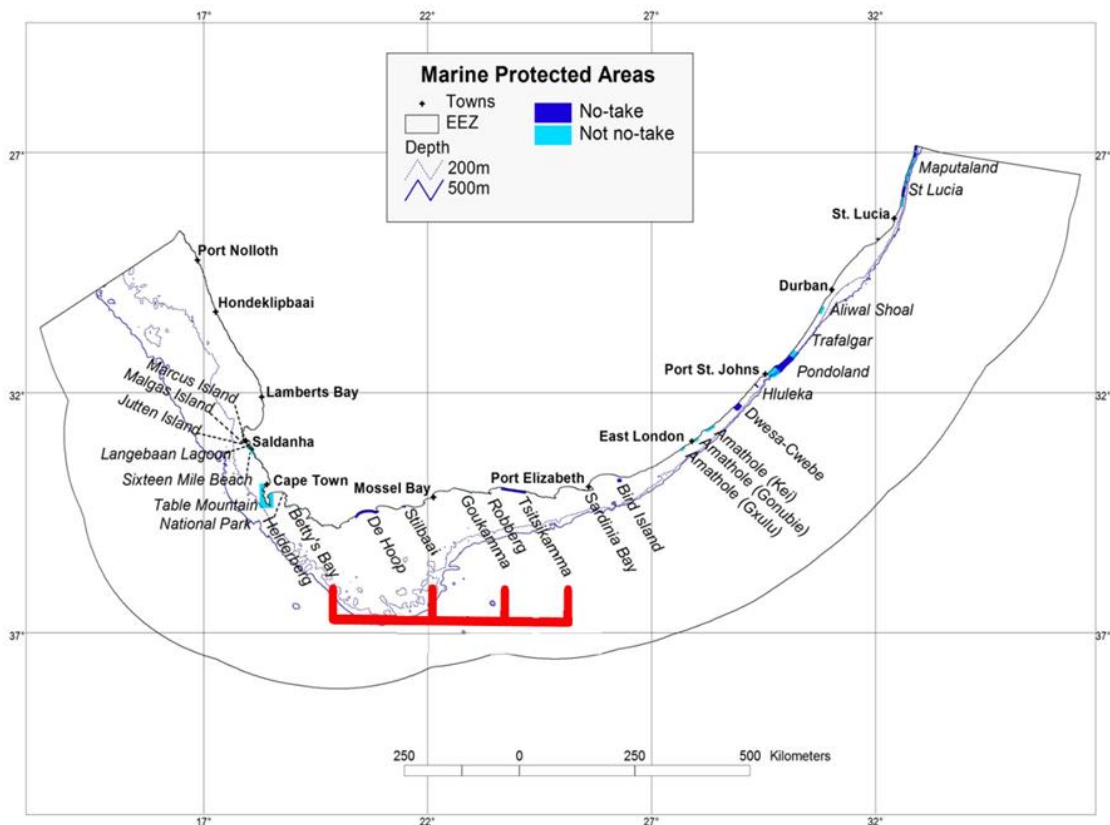 17°
22°
27°
32°
Marine Protected Areas
Towns
EEZ
Depth
200m
500m
No-take
Not no-take
27°
27°
Maputaland
St Lucia
St. Lucia
Port Nolloth
Hondeklipbaai
Durban
Aliwal Shoal
Trafalgar
Port St. Johns
Pondoland
Hluleka
Marcus Island
Malgas Island
Jutten Island
Lamberts Bay
32°
32°
Dwesa-Cwebe
Saldanha
Langebaan Lagoon
East London
Amathole (Kei)
Amathole (Gonubie)
Amathole (Gxulu)
Sixteen Mile Beach
Cape Town
Table Mountain
National Park
Mossel Bay
Port Elizabeth
Helderberg
Betty's Bay
De Hoop
Stilbaai
Goukamma
Robberg
Tsitsikamma
Sardinia Bay
Bird Island
37°
37°
250
0
250
500
Kilometers
17°
22°
27°
32°